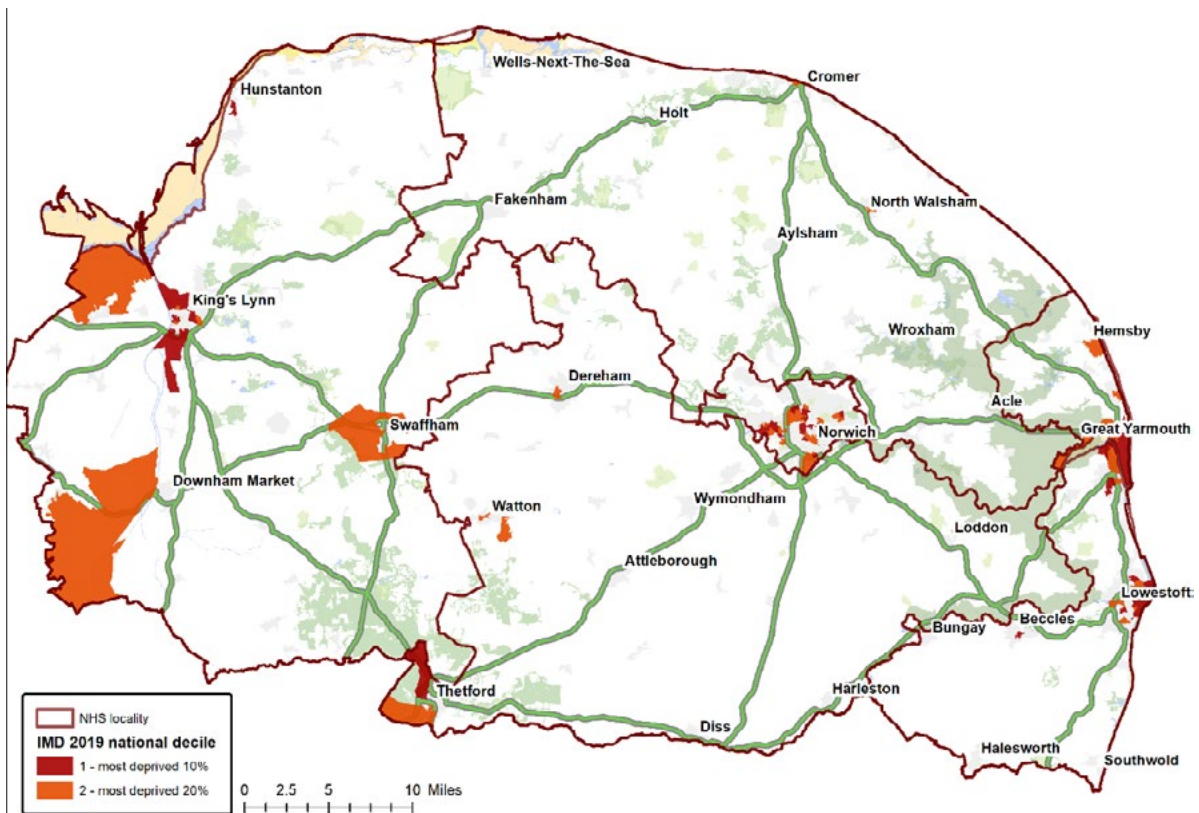 Wells-Next-The-Sea
Cromer
Hunstanton
Holt
Fakenham
North Walsham
Aylsham
King's Lynn
Wroxham
Hemsby
Dereham
Acle
Swaffham
Norwich
Great Yarmouth
Downham Market
Watton
Wymondham
Loddon
Attleborough
Lowestoft
Bungay
Beccles
Thetford
Harleston
Diss
Halesworth
Southwold
NHS locality
IMD 2019 national decile
1 - most deprived 10%
2 - most deprived 20%
0 2.5 5 10 Miles